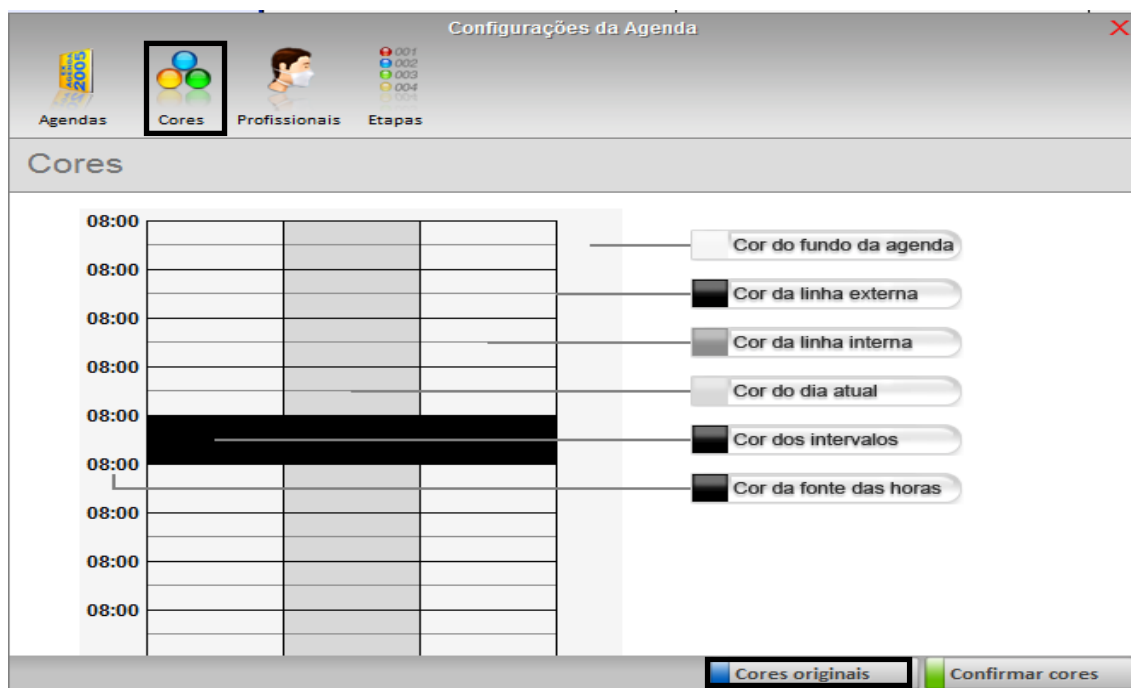 Configurações da Agenda
AGENDA
2005
001
002
003
004
Agendas
Cores
Profissionais
Etapas
Cores
08:00
Cor do fundo da agenda
08:00
Cor da linha externa
08:00
Cor da linha interna
08:00
Cor do dia atual
08:00
Cor dos intervalos
08:00
Cor da fonte das horas
08:00
08:00
08:00
Cores originais
Confirmar cores